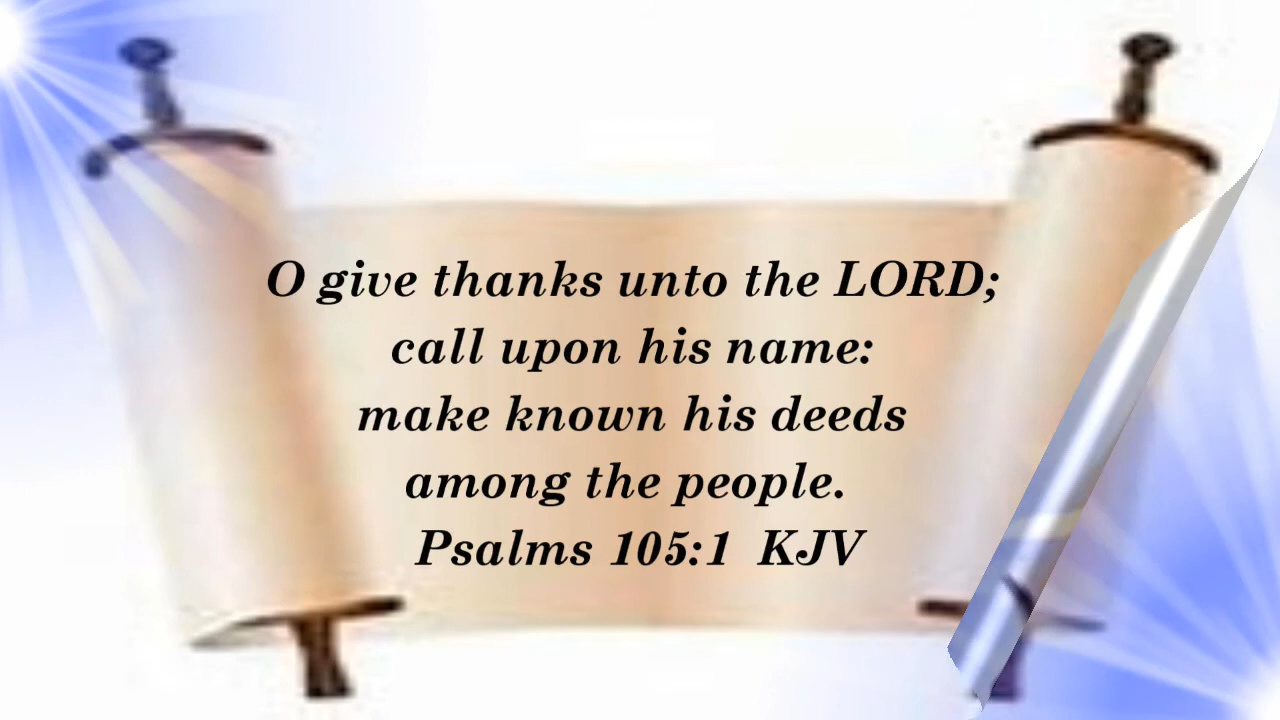 O give thanks unto the LORD;
call upon his name:
make known his deeds
among the people.
Psalms 105:1 KJV